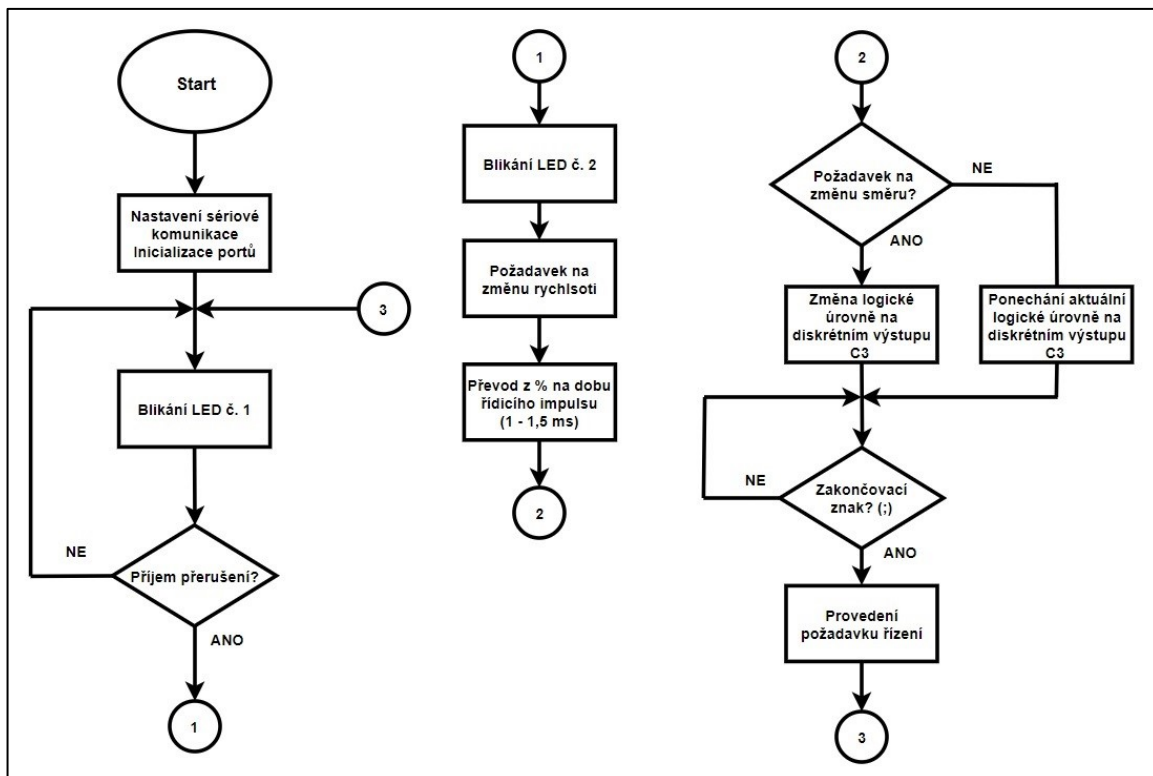 Start
Nastavení sériové
komunikace
Inicializace portů
3
Blikání LED č. 1
NE
Příjem přerušení?
ANO
1
1
Blikání LED č. 2
Požadavek na
změnu rychlsoti
Převod z % na dobu
řídicího impulsu
(1 - 1,5 ms)
2
2
Požadavek na
změnu směru?
NE
ANO
Změna logické
úrovně na
diskrétním výstupu
C3
Ponechání aktuální
logické úrovně na
diskrétním výstupu
C3
NE
Zakončovací
znak? (;)
ANO
Provedení
požadavku řízení
3